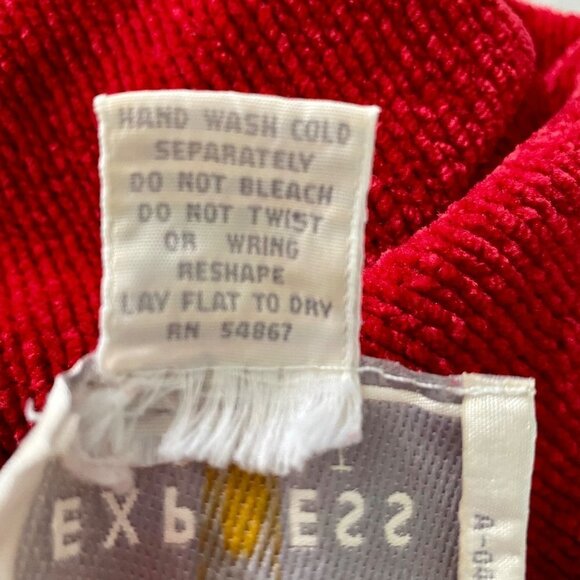 HAND WASH COLD
SEPARATELY
DO NOT BLEACH
DO NOT TWIST
OR WRING
RESHAPE
LAY FLAT TO DRY
RN 54867
EXPRESS